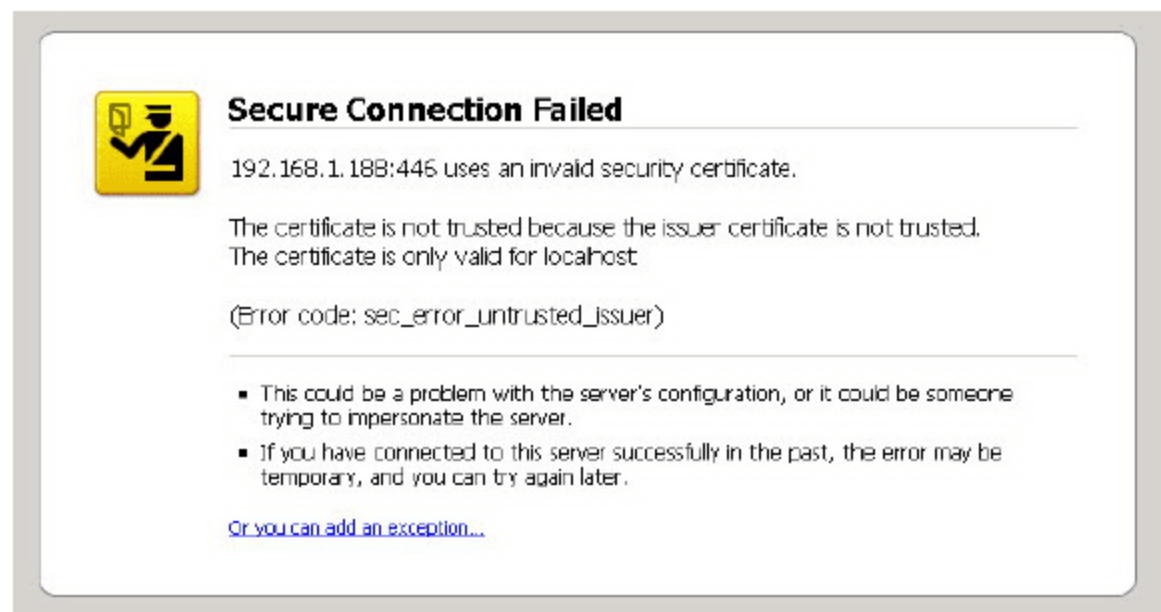 Secure Connection Failed
192.168.1.188:446 uses an invalid security certificate.
The certificate is not trusted because the issuer certificate is not trusted.
The certificate is only valid for localhost
(Error code: sec_error_untrusted_issuer)
▪ This could be a problem with the server's configuration, or it could be someone
trying to impersonate the server.
▪ If you have connected to this server successfully in the past, the error may be
temporary, and you can try again later.
Or you can add an exception...